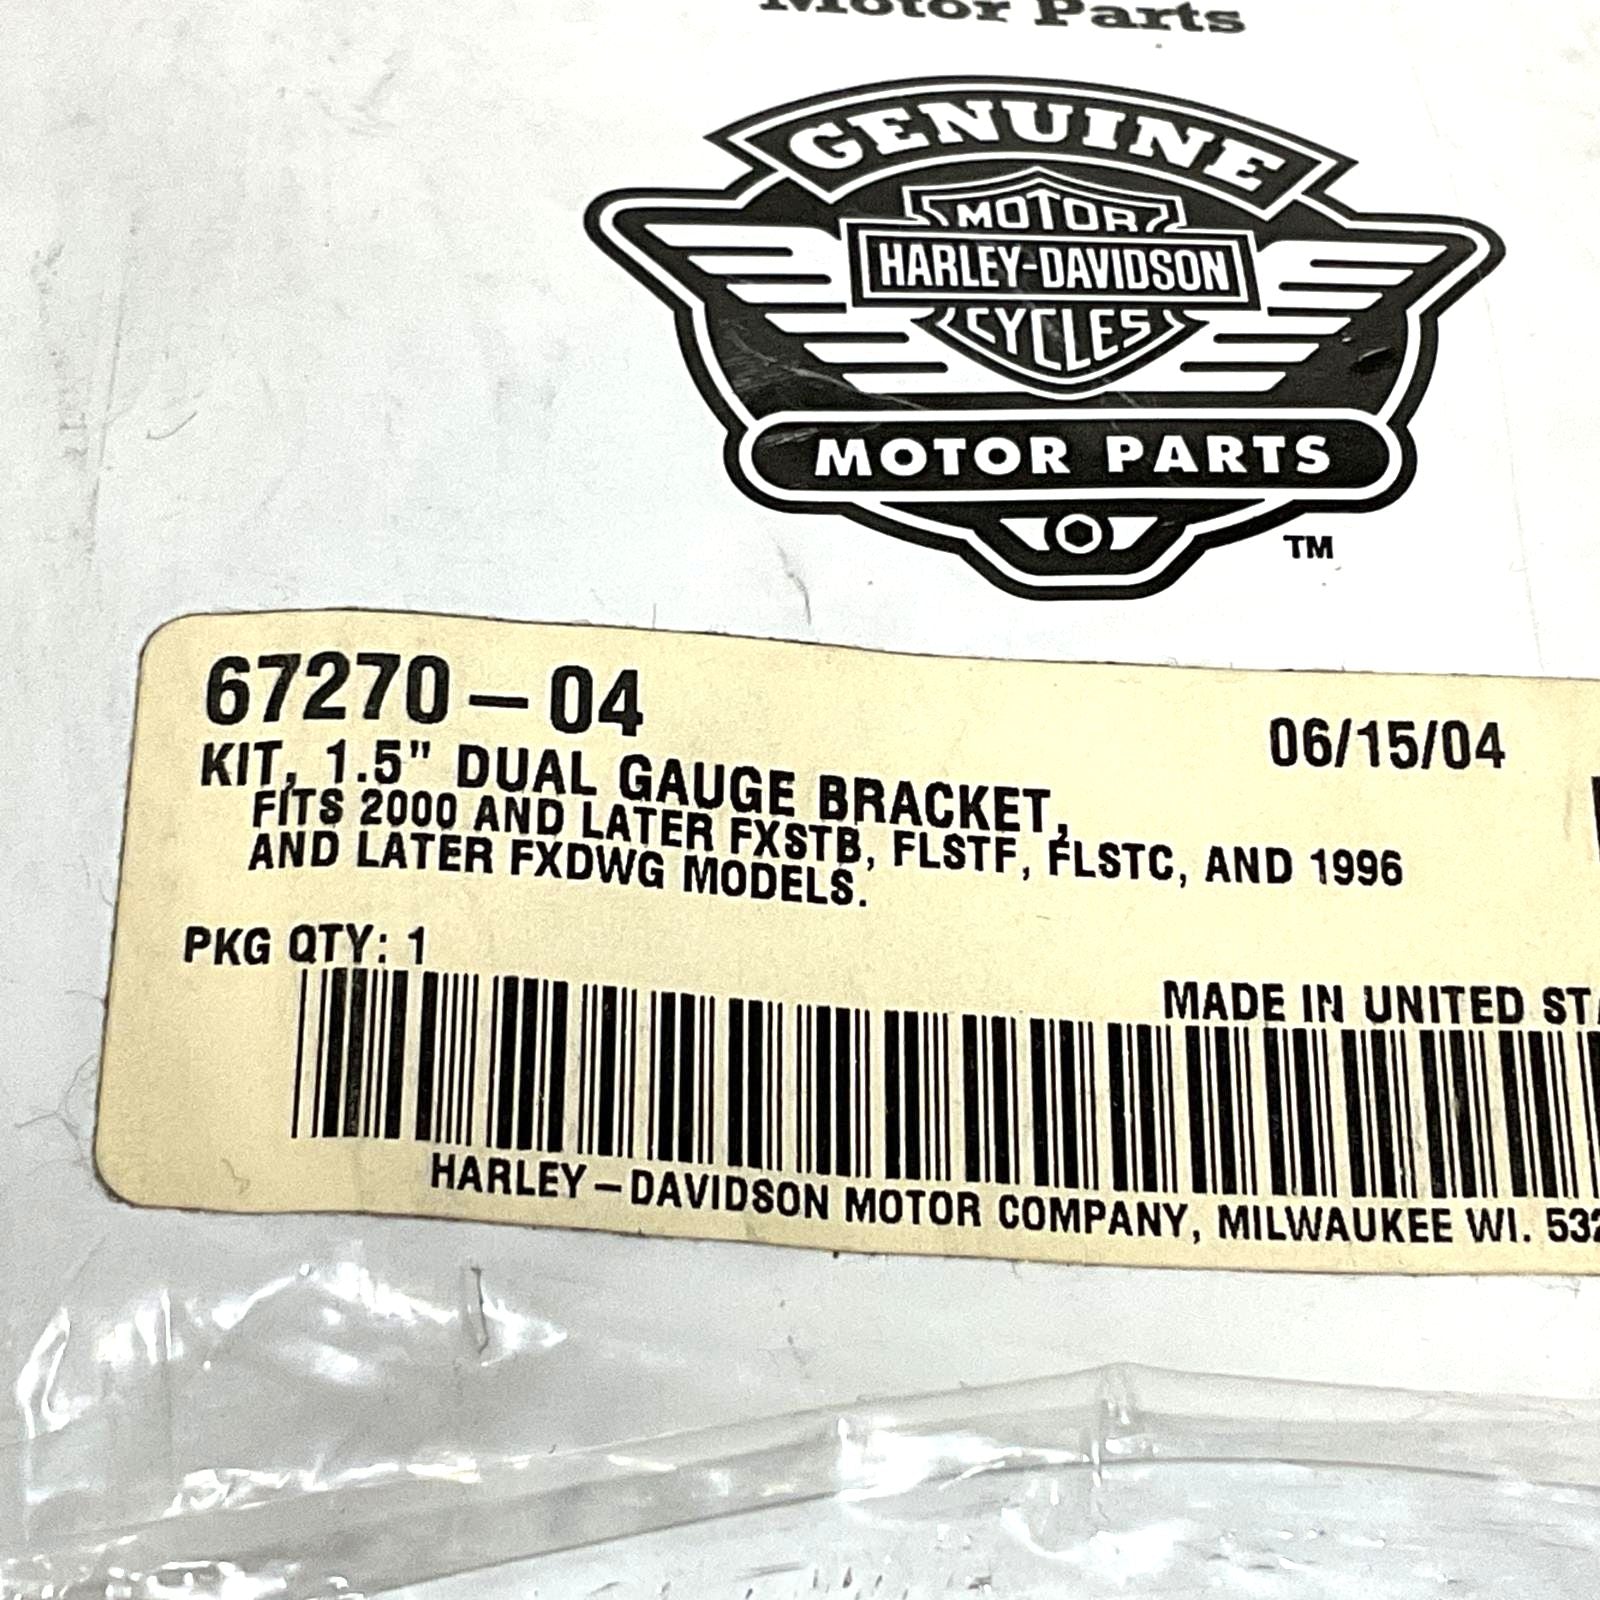 Motor Parts
GENUINE
MOTOR
HARLEY-DAVIDSON
CYCLES
MOTOR PARTS
TM
67270-04
06/15/04
KIT, 1.5" DUAL GAUGE BRACKET,
FITS 2000 AND LATER FXSTB, FLSTF, FLSTC, AND 1996
AND LATER FXDWG MODELS.
PKG QTY: 1
MADE IN UNITED ST
HARLEY-DAVIDSON MOTOR COMPANY, MILWAUKEE WI. 532